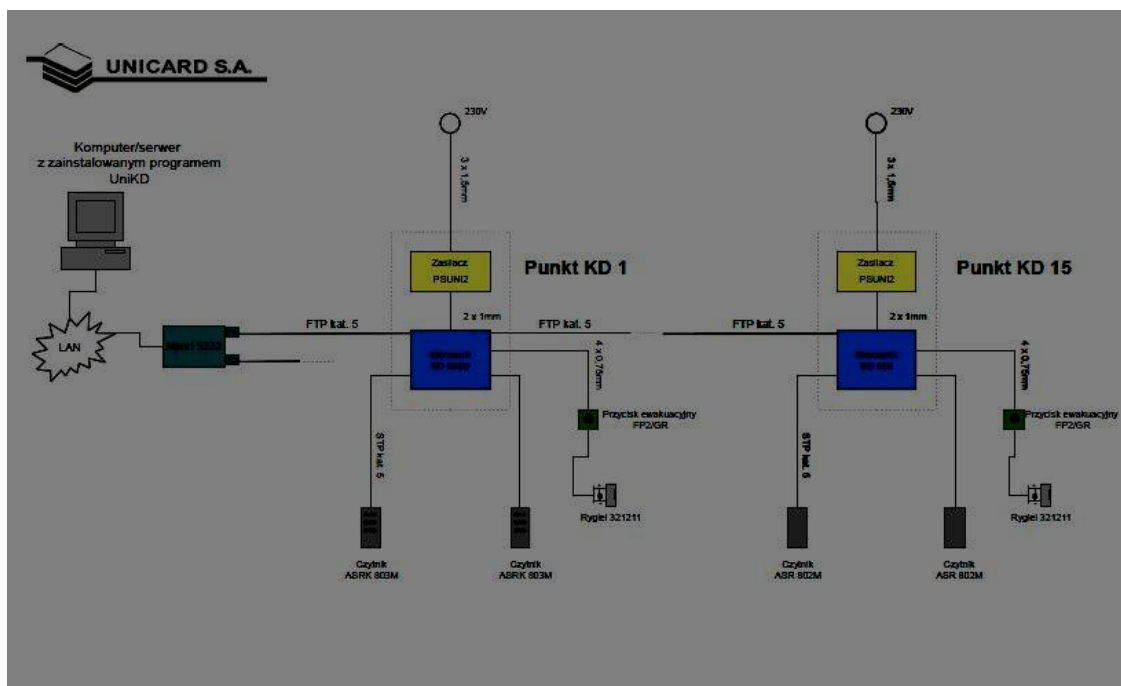 UNICARD S.A.
Komputer/serwer
z zainstalowanym programem
UniKD
LAN
FTP kat. 5
230V
3 x 1,5mm
Zasilacz
PSUNI2
Punkt KD 1
2 x 1mm
Sterownik
FTP kat. 5
4 x 0,75mm
Przycisk ewakuacyjny
FP2/GR
Rygiel 321211
STP kat. 5
Czytnik
ASRK 803M
Czytnik
ASRK 803M
230V
3 x 1,5mm
Zasilacz
PSUNI2
Punkt KD 15
FTP kat. 5
2 x 1mm
Sterownik
4 x 0,75mm
Przycisk ewakuacyjny
FP2/GR
Rygiel 321211
STP kat. 5
Czytnik
ASR 802M
Czytnik
ASR 802M